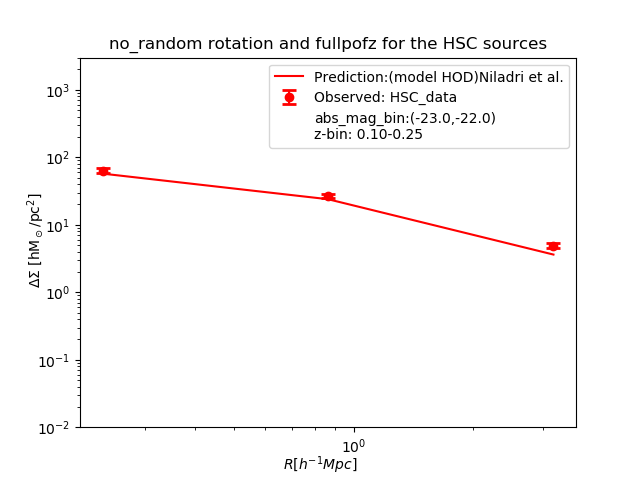 no_random rotation and fullpofz for the HSC sources
Prediction:(model HOD)Niladri et al.
Observed: HSC_data
abs_mag_bin:(-23.0,-22.0)
z-bin: 0.10-0.25
10³
10²
10¹
10⁰
10⁻¹
10⁻²
ΔΣ [hM⊙/pc²]
10⁰
R[h⁻¹Mpc]